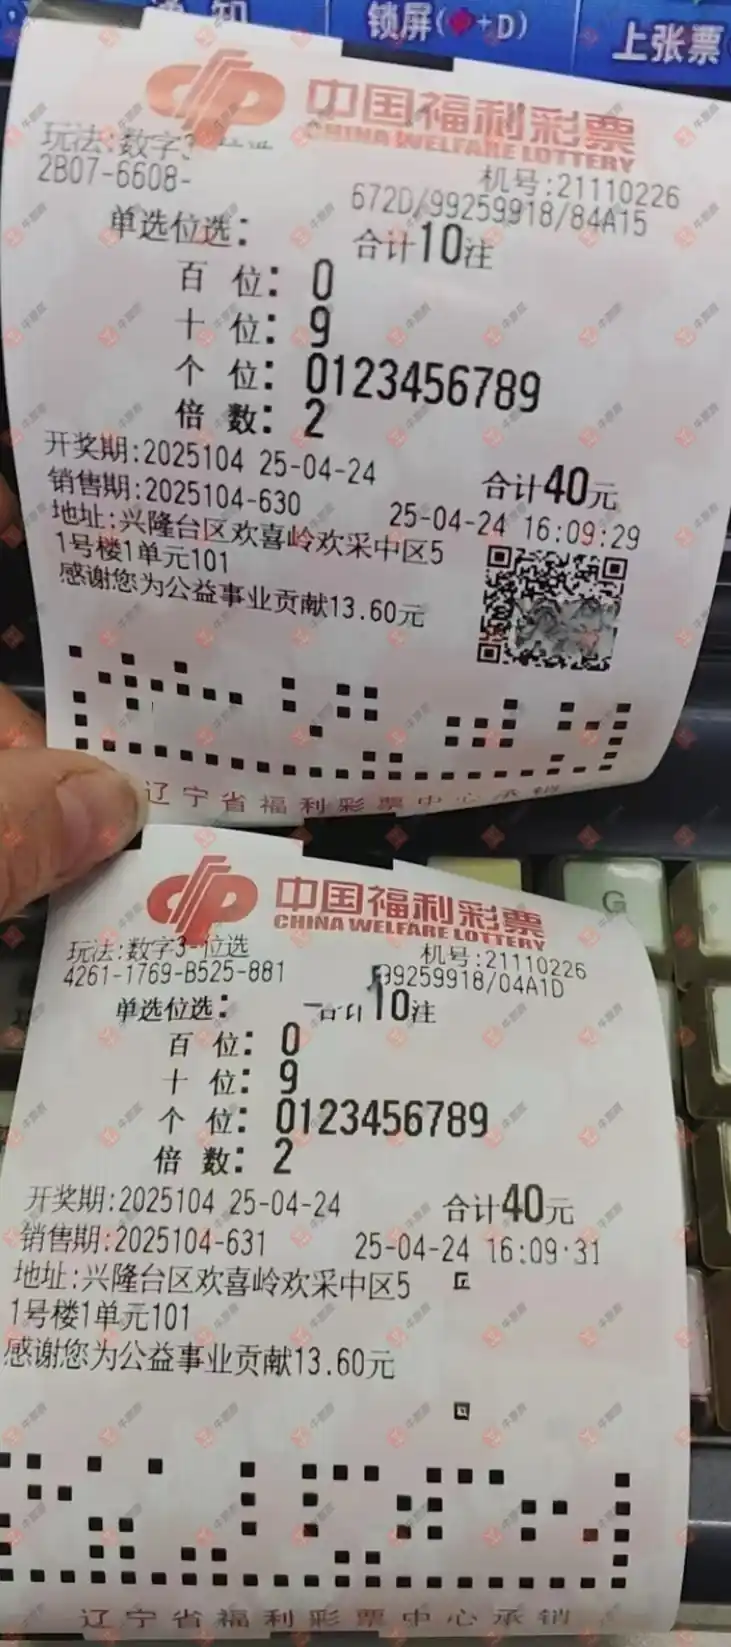 锁屏(+D)
上张票
中国福利彩票
CHINA WELFARE LOTTERY
玩法:数字3
机号:21110226
2B07-6608-
672D/99259918/84A15
单选位选:
合计10注
百 位: 0
十 位: 9
个 位: 0123456789
倍 数: 2
开奖期:2025104 25-04-24
合计40元
销售期:2025104-630
25-04-24 16:09:29
地址:兴隆台区欢喜岭欢采中区5
1号楼1单元101
感谢您为公益事业贡献13.60元
辽宁省福利彩票中心承销
G
中国福利彩票
CHINA WELFARE LOTTERY
玩法:数字3-位选
机号:21110226
4261-1769-B525-881
99259918/04A1D
单选位选:
合计10注
百 位: 0
十 位: 9
个 位: 0123456789
倍 数: 2
开奖期:2025104 25-04-24
合计40元
销售期:2025104-631
25-04-24 16:09:31
地址:兴隆台区欢喜岭欢采中区5
1号楼1单元101
感谢您为公益事业贡献13.60元
辽宁省福利彩票中心承销